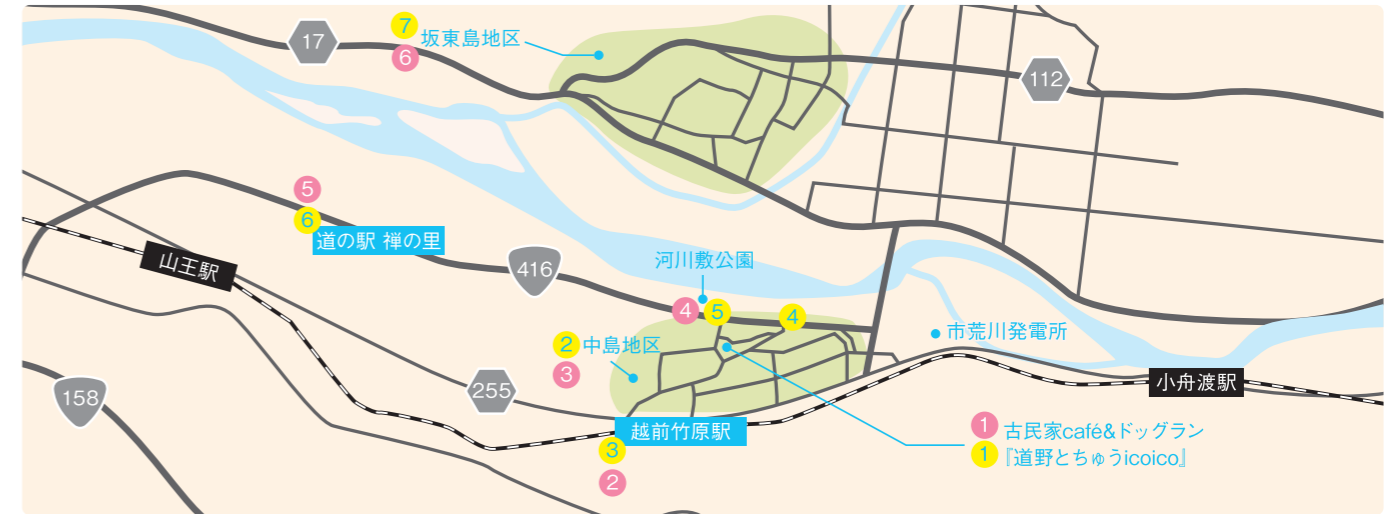 7
坂東島地区
6
17
112
5
6
道の駅 禅の里
山王駅
416
河川敷公園
4
5
4
2
中島地区
3
市荒川発電所
小舟渡駅
158
255
越前竹原駅
3
2
1
古民家café&ドッグラン
1
『道野とちゅうicoico』